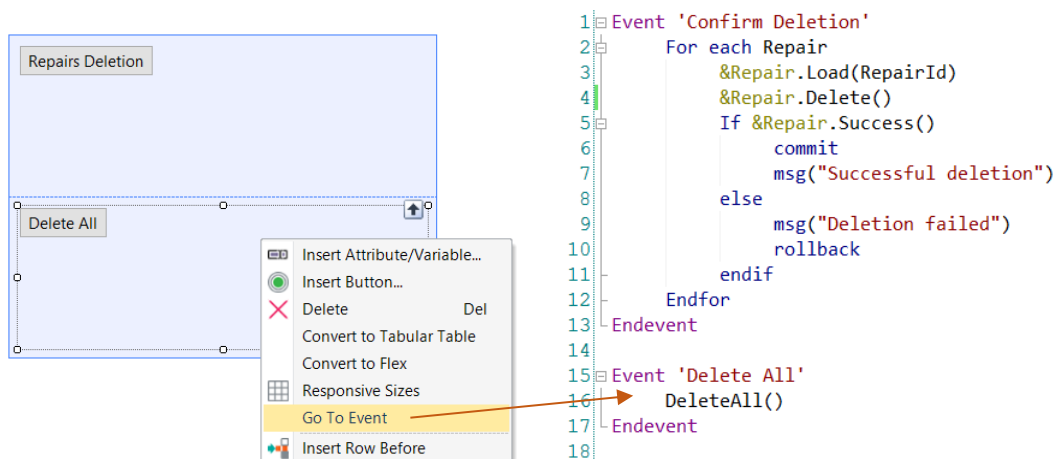 Repairs Deletion
Delete All
Insert Attribute/Variable...
Insert Button...
Delete Del
Convert to Tabular Table
Convert to Flex
Responsive Sizes
Go To Event
Insert Row Before
1 Event 'Confirm Deletion'
2 For each Repair
3 &Repair.Load(RepairId)
4 &Repair.Delete()
5 If &Repair.Success()
6 commit
7 msg("Successful deletion")
8 else
9 msg("Deletion failed")
10 rollback
11 endif
12 Endfor
13 Endevent
14
15 Event 'Delete All'
16 DeleteAll()
17 Endevent
18